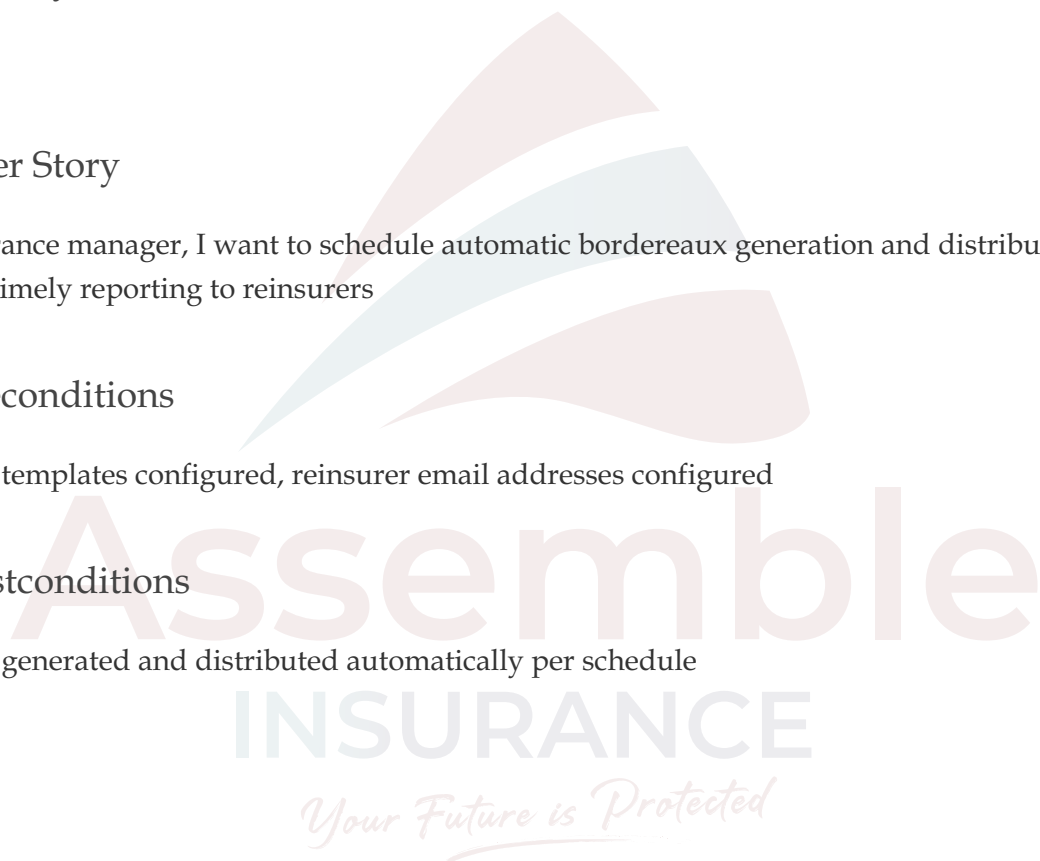 er Story
rance manager, I want to schedule automatic bordereaux generation and distribu
imely reporting to reinsurers
conditions
templates configured, reinsurer email addresses configured
Assemble
stconditions
generated and distributed automatically per schedule
INSURANCE
Your Future is Protected